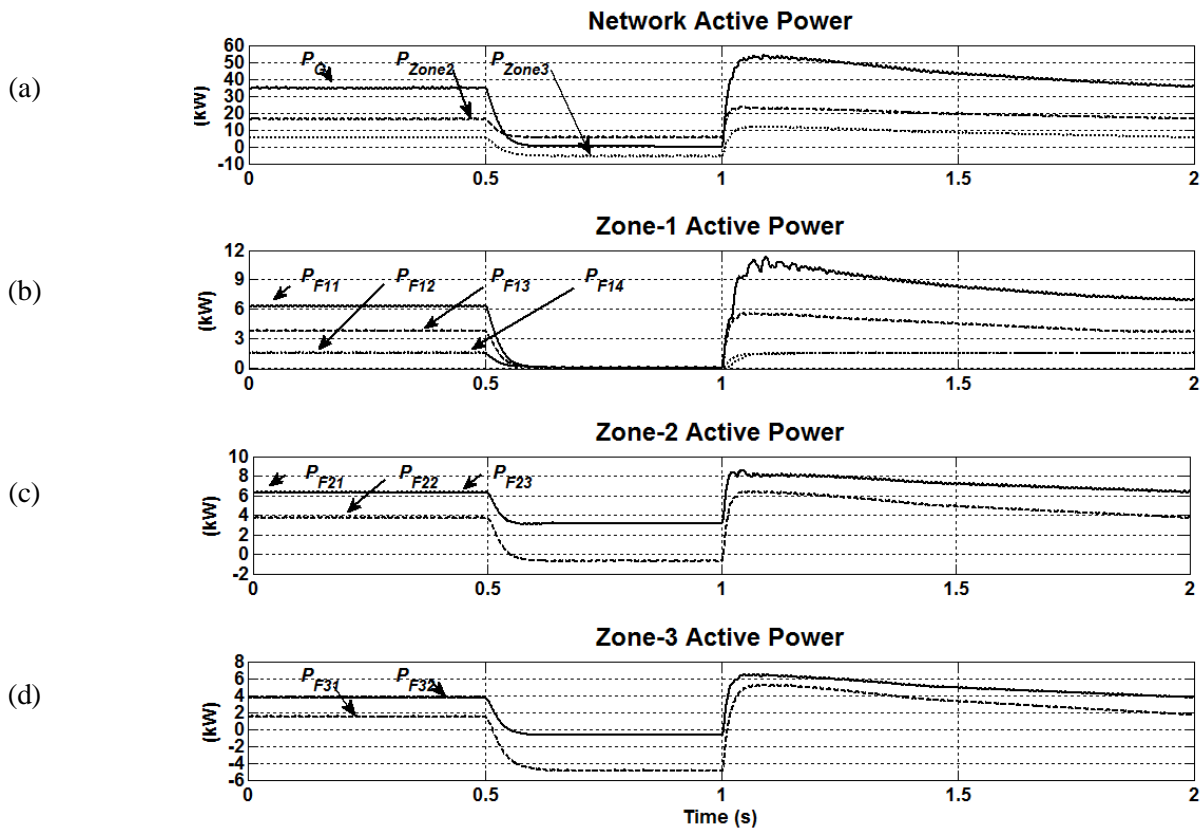 Network Active Power
(a)
(kW)
60
50
40
30
20
10
0
-10
P_G
P_Zone2
P_Zone3
0
0.5
1
1.5
2
Zone-1 Active Power
(b)
(kW)
12
9
6
3
0
P_F11
P_F12
P_F13
P_F14
0
0.5
1
1.5
2
Zone-2 Active Power
(c)
(kW)
10
8
6
4
2
0
-2
P_F21
P_F22
P_F23
0
0.5
1
1.5
2
Zone-3 Active Power
(d)
(kW)
8
6
4
2
0
-2
-4
-6
P_F31
P_F32
0
0.5
1
1.5
2
Time (s)